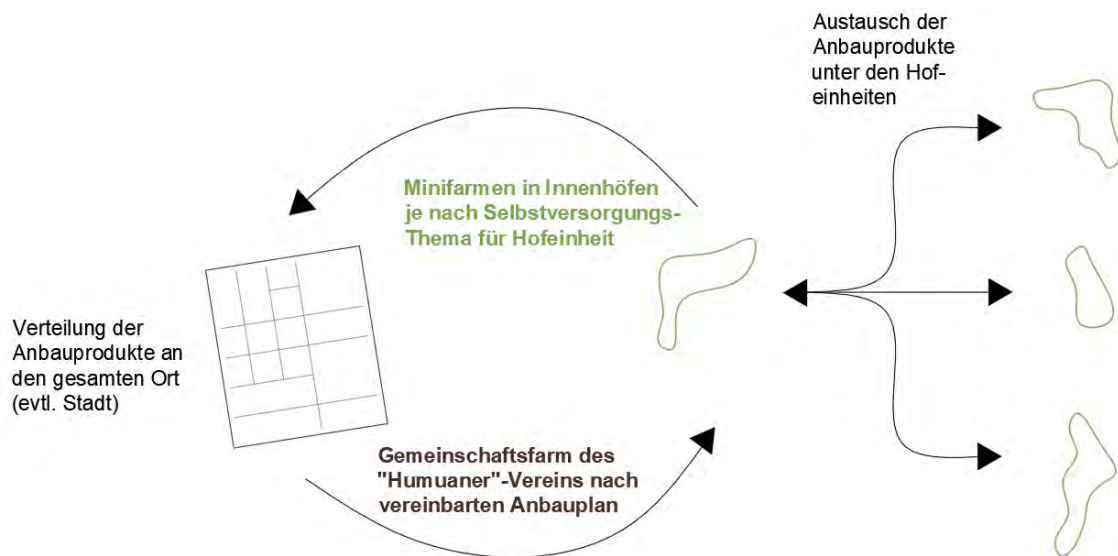 Austausch der
Anbauprodukte
unter den Hof-
einheiten
Minifarmen in Innenhöfen
je nach Selbstversorgungs-
Thema für Hofeinheit
Verteilung der
Anbauprodukte an
den gesamten Ort
(evtl. Stadt)
Gemeinschaftsfarm des
"Humuaner"-Vereins nach
vereinbarten Anbauplan